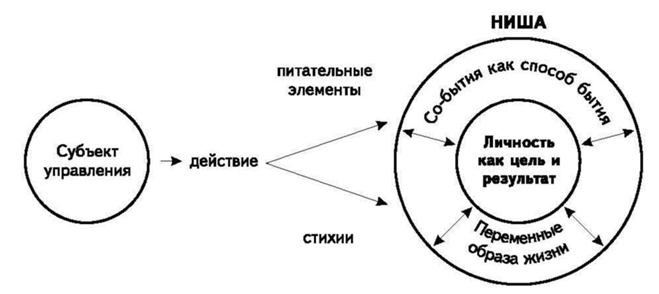 НИША
питательные
элементы
Со-бытия как способ бытия
Субъект
управления
действие
Личность
как цель и
результат
стихии
Переменные
образа жизни